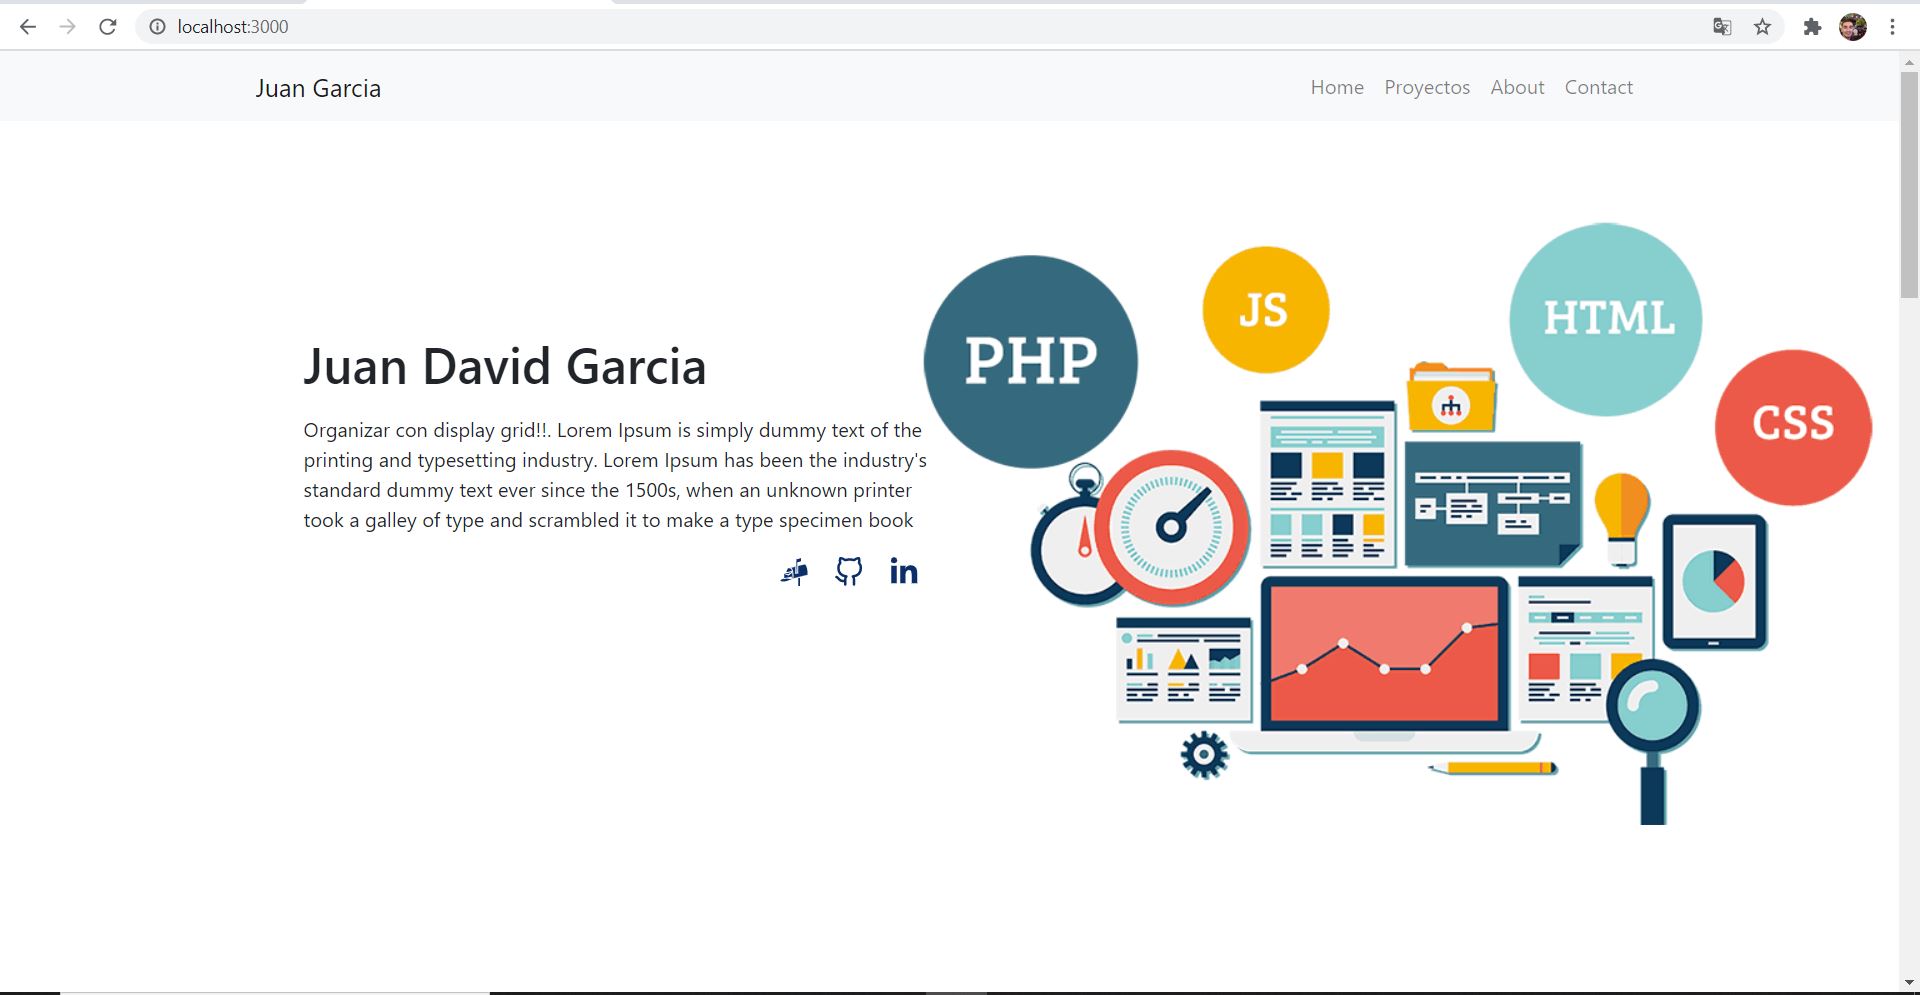 localhost:3000
Juan Garcia
Home Proyectos About Contact
Juan David Garcia
Organizar con display grid!!. Lorem Ipsum is simply dummy text of the
printing and typesetting industry. Lorem Ipsum has been the industry's
standard dummy text ever since the 1500s, when an unknown printer
took a galley of type and scrambled it to make a type specimen book
in
PHP
JS
HTML
CSS